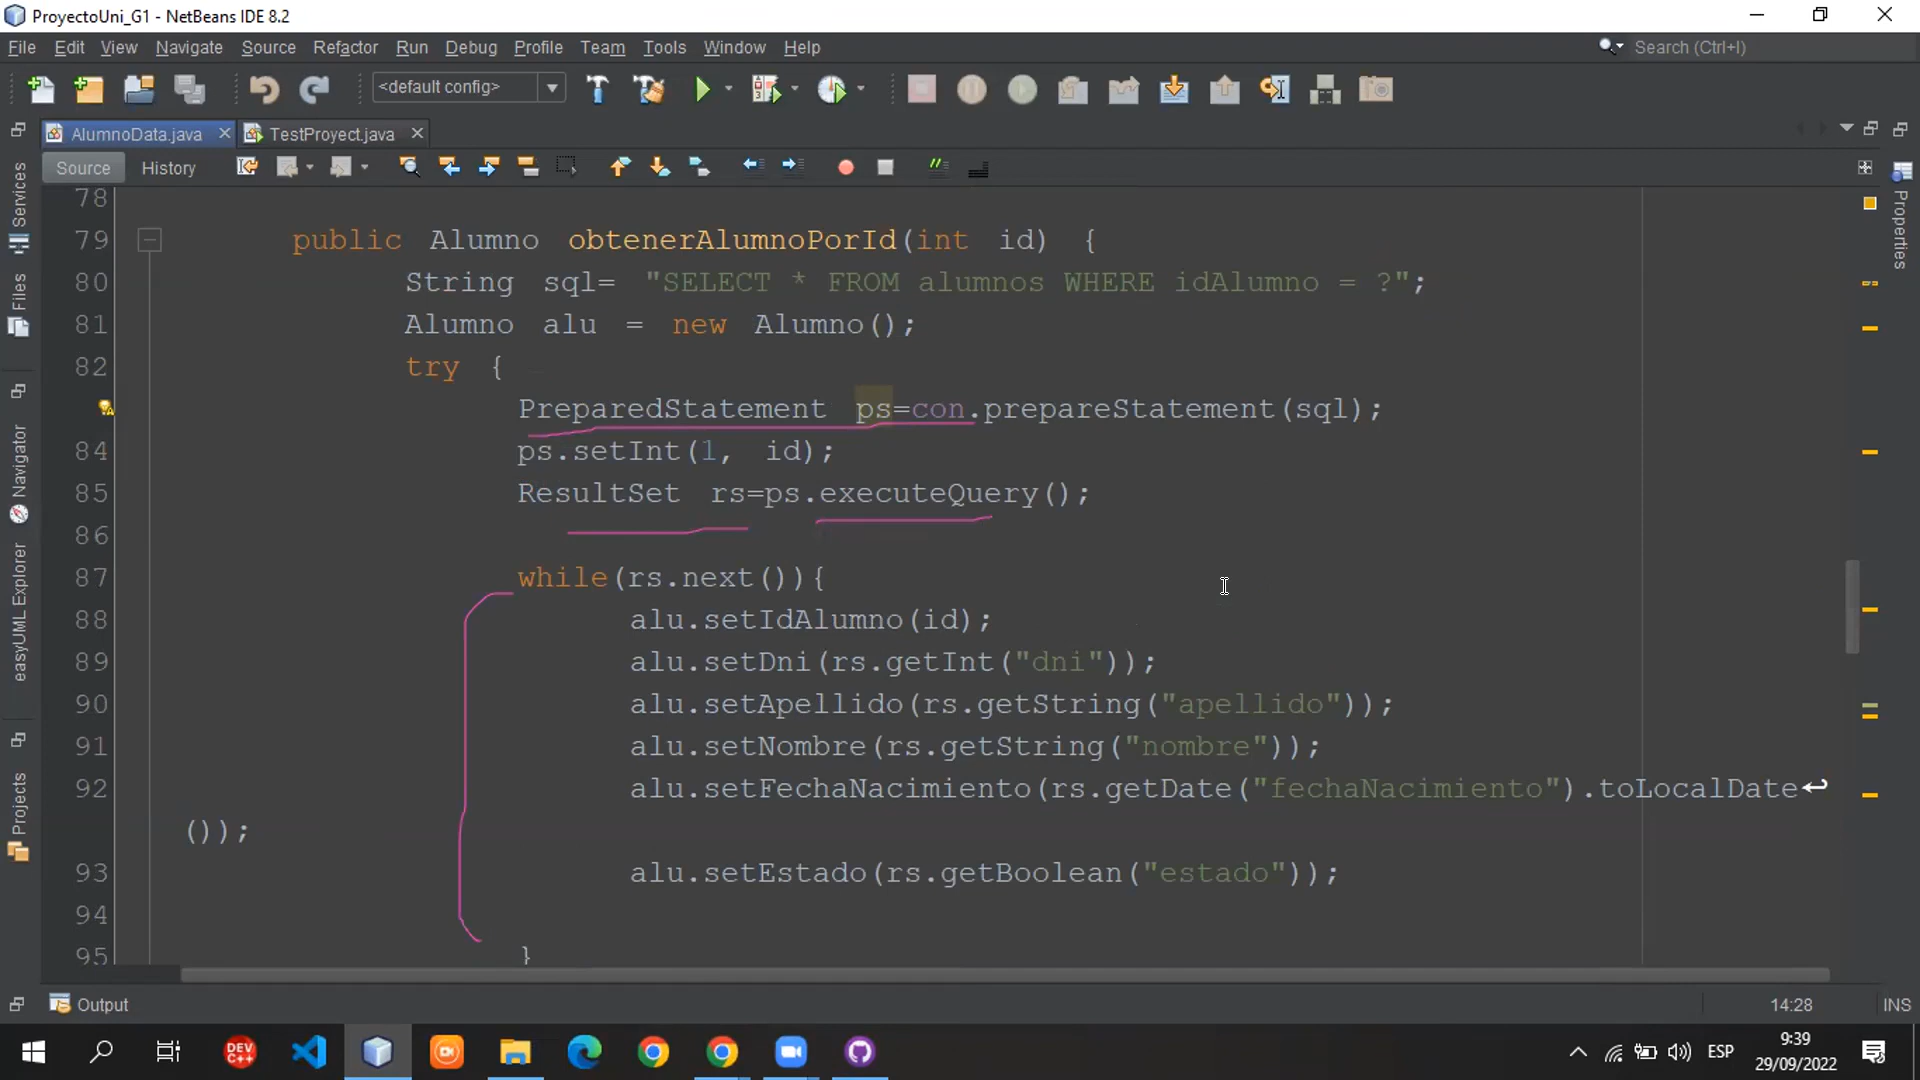 ProyectoUni_G1 - NetBeans IDE 8.2
File Edit View Navigate Source Refactor Run Debug Profile Team Tools Window Help
Search (Ctrl+I)
<default config>
AlumnoData.java TestProyect.java
Source History
78
79 public Alumno obtenerAlumnoPorId(int id) {
80 String sql= "SELECT * FROM alumnos WHERE idAlumno = ?";
81 Alumno alu = new Alumno();
82 try {
PreparedStatement ps=con.prepareStatement(sql);
84 ps.setInt(1, id);
85 ResultSet rs=ps.executeQuery();
86
87 while(rs.next()){
88 alu.setIdAlumno(id);
89 alu.setDni(rs.getInt("dni"));
90 alu.setApellido(rs.getString("apellido"));
91 alu.setNombre(rs.getString("nombre"));
92 alu.setFechaNacimiento(rs.getDate("fechaNacimiento").toLocalDate
());
93 alu.setEstado(rs.getBoolean("estado"));
94
95 }
Services
Files
Navigator
easyUML Explorer
Projects
Properties
Output
14:28 INS
DEV C++
ESP
9:39
29/09/2022